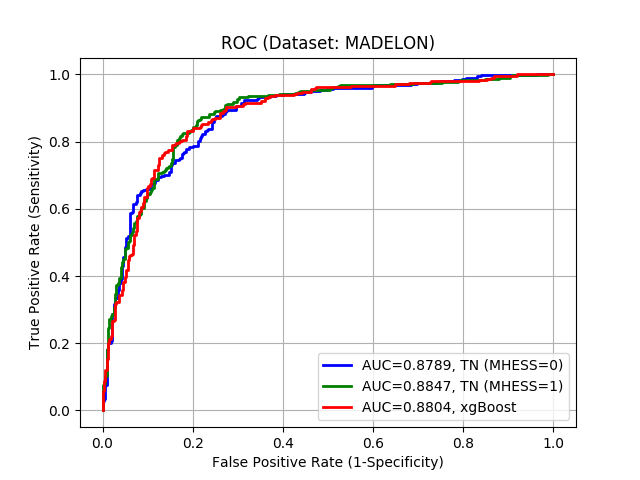 ROC (Dataset: MADELON)
True Positive Rate (Sensitivity)
1.0
0.8
0.6
0.4
0.2
0.0
AUC=0.8789, TN (MHESS=0)
AUC=0.8847, TN (MHESS=1)
AUC=0.8804, xgBoost
0.0 0.2 0.4 0.6 0.8 1.0
False Positive Rate (1-Specificity)